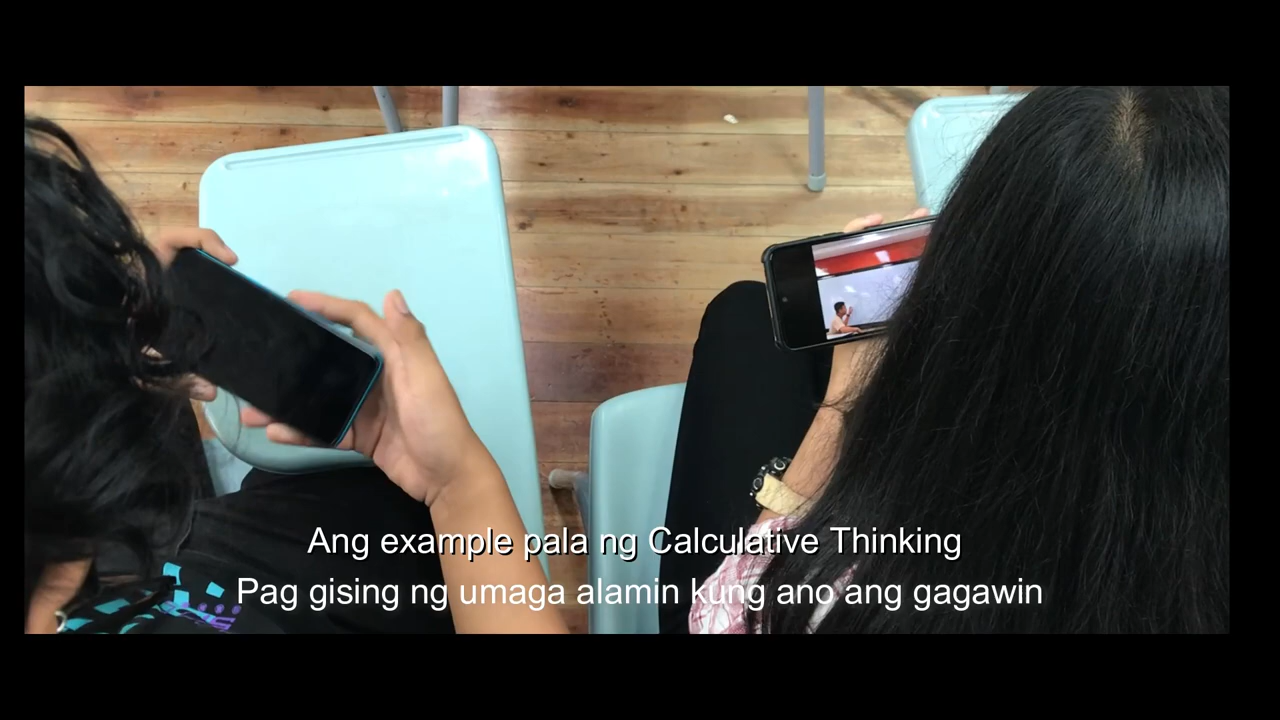 Ang example pala ng Calculative Thinking
Pag gising ng umaga alamin kung ano ang gagawin